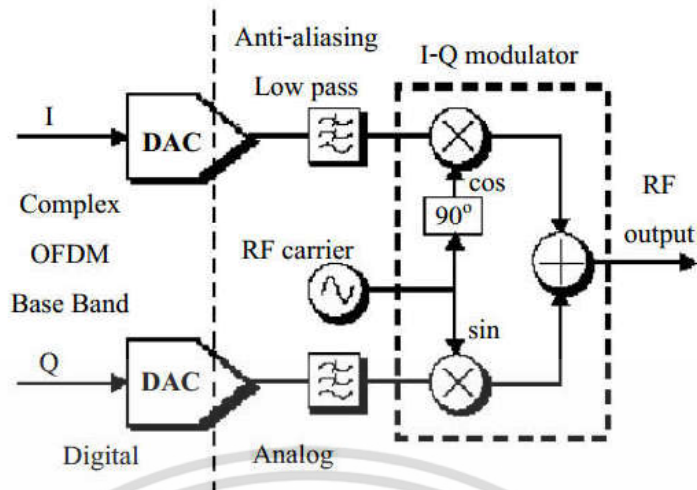 Anti-aliasing
Low pass
I-Q modulator
I
DAC
cos
90°
Complex
OFDM
Base Band
RF carrier
RF
output
sin
Q
DAC
Digital
Analog